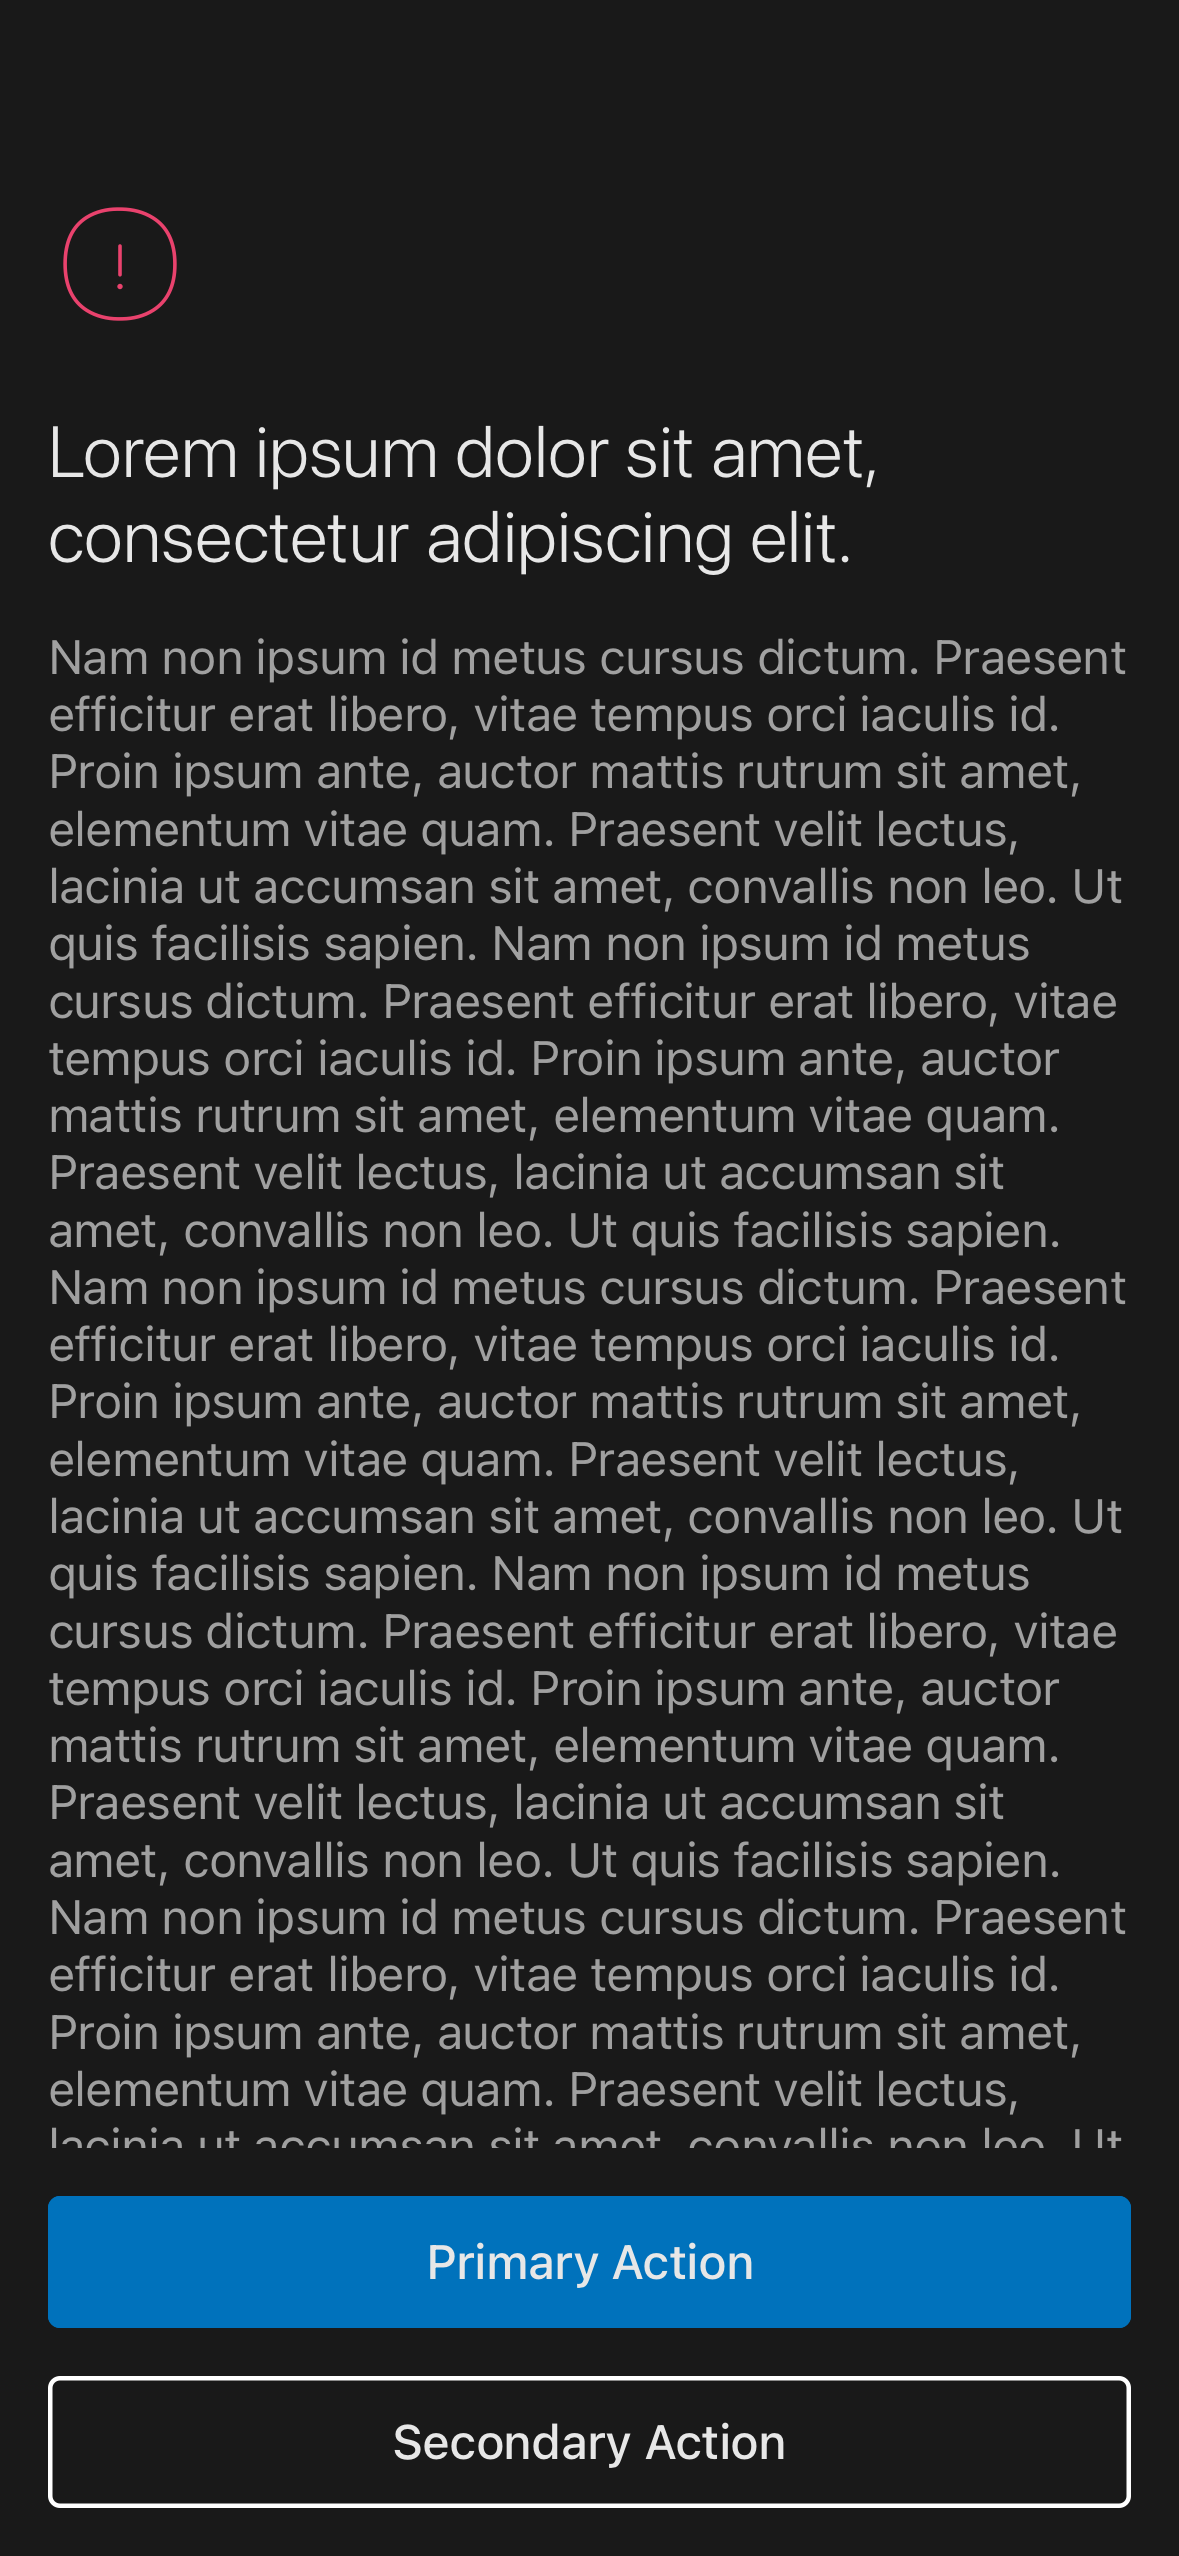 !
Lorem ipsum dolor sit amet,
consectetur adipiscing elit.
Nam non ipsum id metus cursus dictum. Praesent
efficitur erat libero, vitae tempus orci iaculis id.
Proin ipsum ante, auctor mattis rutrum sit amet,
elementum vitae quam. Praesent velit lectus,
lacinia ut accumsan sit amet, convallis non leo. Ut
quis facilisis sapien. Nam non ipsum id metus
cursus dictum. Praesent efficitur erat libero, vitae
tempus orci iaculis id. Proin ipsum ante, auctor
mattis rutrum sit amet, elementum vitae quam.
Praesent velit lectus, lacinia ut accumsan sit
amet, convallis non leo. Ut quis facilisis sapien.
Nam non ipsum id metus cursus dictum. Praesent
efficitur erat libero, vitae tempus orci iaculis id.
Proin ipsum ante, auctor mattis rutrum sit amet,
elementum vitae quam. Praesent velit lectus,
lacinia ut accumsan sit amet, convallis non leo. Ut
quis facilisis sapien. Nam non ipsum id metus
cursus dictum. Praesent efficitur erat libero, vitae
tempus orci iaculis id. Proin ipsum ante, auctor
mattis rutrum sit amet, elementum vitae quam.
Praesent velit lectus, lacinia ut accumsan sit
amet, convallis non leo. Ut quis facilisis sapien.
Nam non ipsum id metus cursus dictum. Praesent
efficitur erat libero, vitae tempus orci iaculis id.
Proin ipsum ante, auctor mattis rutrum sit amet,
elementum vitae quam. Praesent velit lectus,
lacinia ut accumsan sit amet, convallis non leo. Ut
Primary Action
Secondary Action